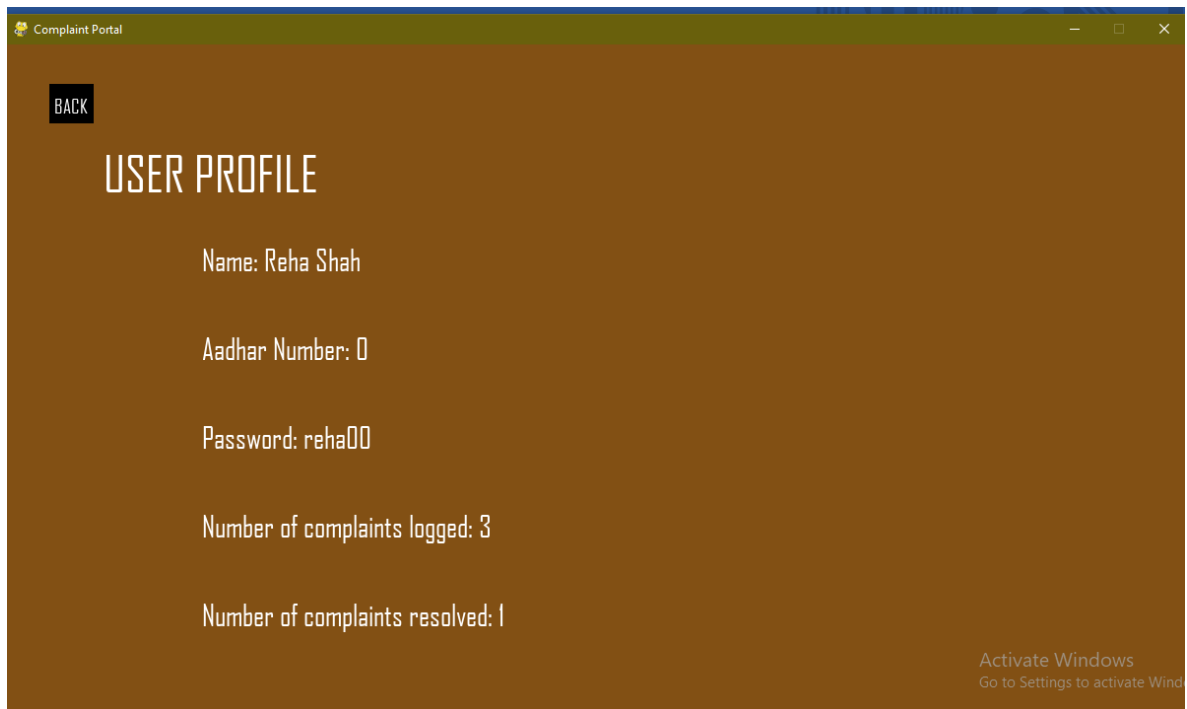 Complaint Portal
BACK
USER PROFILE
Name: Reha Shah
Aadhar Number: 0
Password: reha00
Number of complaints logged: 3
Number of complaints resolved: 1
Activate Windows
Go to Settings to activate Wind